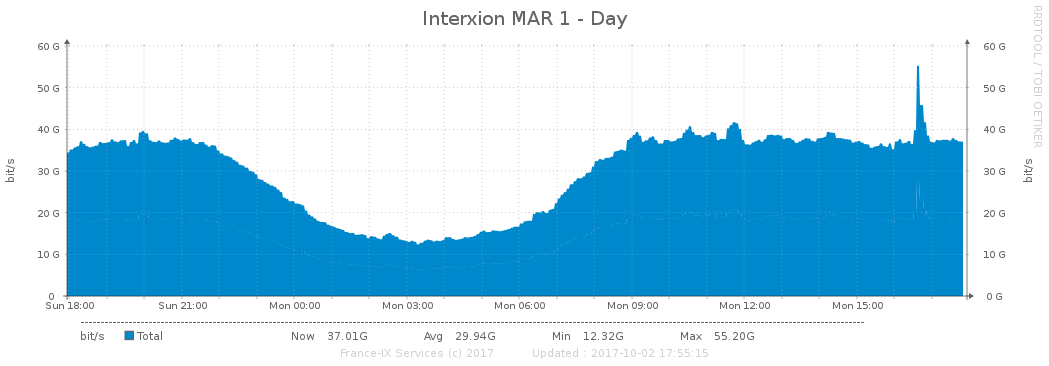 Interxion MAR 1 - Day
RRDTOOL / TOBI OETIKER
60 G 60 G
50 G 50 G
40 G 40 G
30 G 30 G
20 G 20 G
10 G 10 G
0 0 G
bit/s bit/s
Sun 18:00 Sun 21:00 Mon 00:00 Mon 03:00 Mon 06:00 Mon 09:00 Mon 12:00 Mon 15:00
bit/s Total Now 37.01G Avg 29.94G Min 12.32G Max 55.20G
France-IX Services (c) 2017 Updated : 2017-10-02 17:55:15